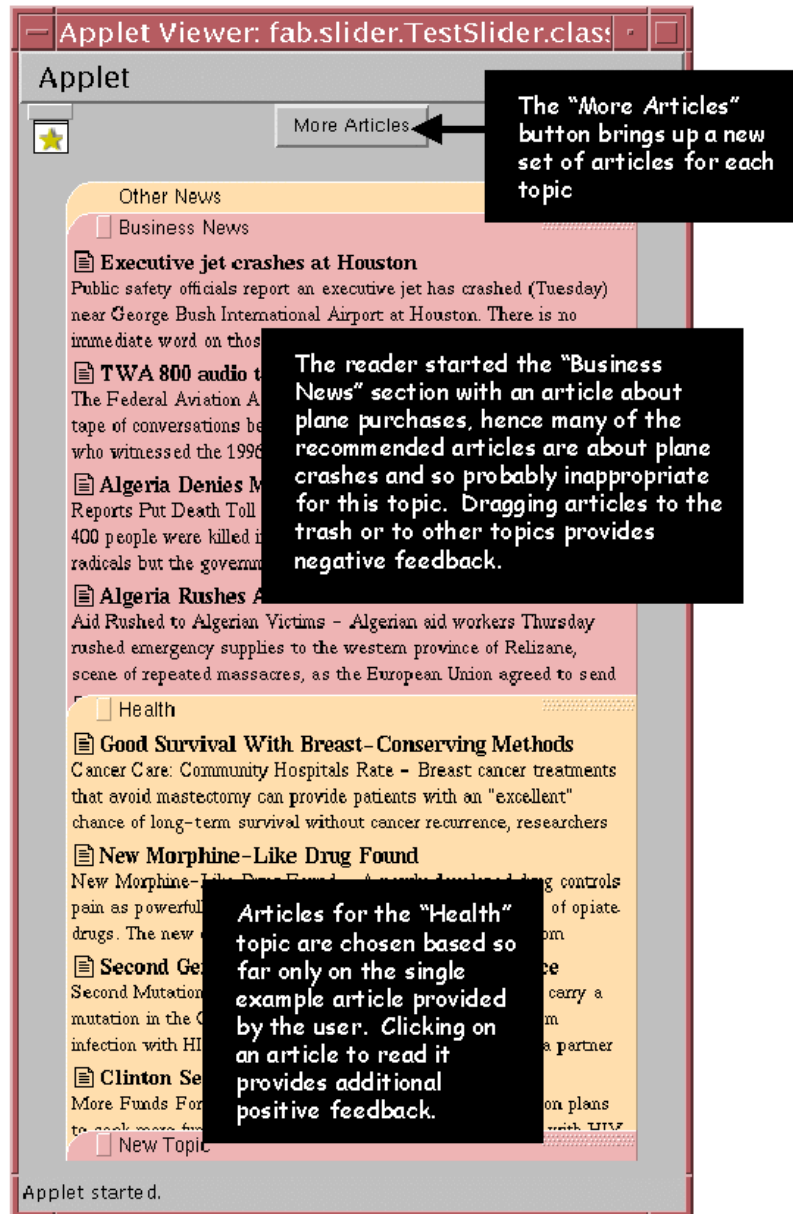 Applet Viewer: fab.slider.TestSlider.class
Applet
More Articles
The "More Articles"
button brings up a new
set of articles for each
topic
Other News
Business News
Executive jet crashes at Houston
Public safety officials report an executive jet has crashed (Tuesday)
near George Bush International Airport at Houston. There is no
immediate word on thos
The reader started the "Business
News" section with an article about
plane purchases, hence many of the
recommended articles are about plane
crashes and so probably inappropriate
for this topic. Dragging articles to the
trash or to other topics provides
negative feedback.
TWA 800 audio t
The Federal Aviation A
tape of conversations be
who witnessed the 1996
Algeria Denies M
Reports Put Death Toll
400 people were killed i
radicals but the governm
Algeria Rushes A
Aid Rushed to Algerian Victims - Algerian aid workers Thursday
rushed emergency supplies to the western province of Relizane,
scene of repeated massacres, as the European Union agreed to send
Health
Good Survival With Breast-Conserving Methods
Cancer Care: Community Hospitals Rate - Breast cancer treatments
that avoid mastectomy can provide patients with an "excellent"
chance of long-term survival without cancer recurrence, researchers
New Morphine-Like Drug Found
New Morphine- controls
pain as powerful of opiate
drugs. The new om
Articles for the "Health"
topic are chosen based so
far only on the single
example article provided
by the user. Clicking on
an article to read it
provides additional
positive feedback.
Second Ge ce
Second Mutation carry a
mutation in the m
infection with HI a partner
Clinton Se
More Funds For on plans
with HIV
New Topic
Applet started.